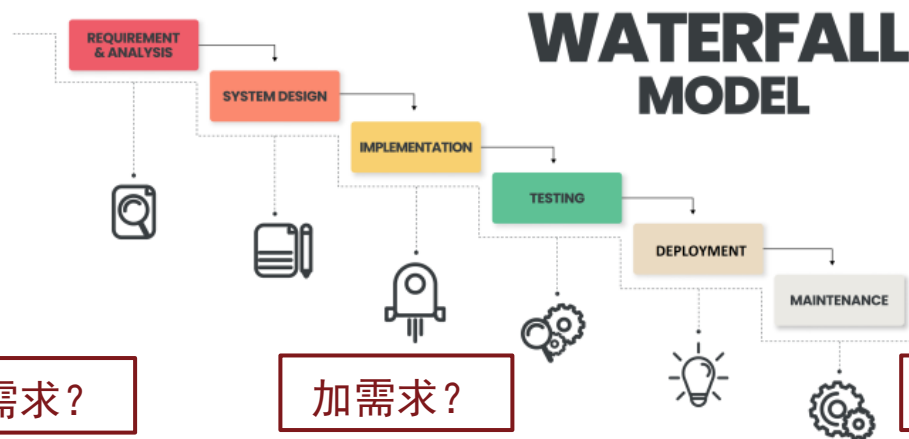 WATERFALL
MODEL
REQUIREMENT
& ANALYSIS
SYSTEM DESIGN
IMPLEMENTATION
TESTING
DEPLOYMENT
MAINTENANCE
需求？
加需求？